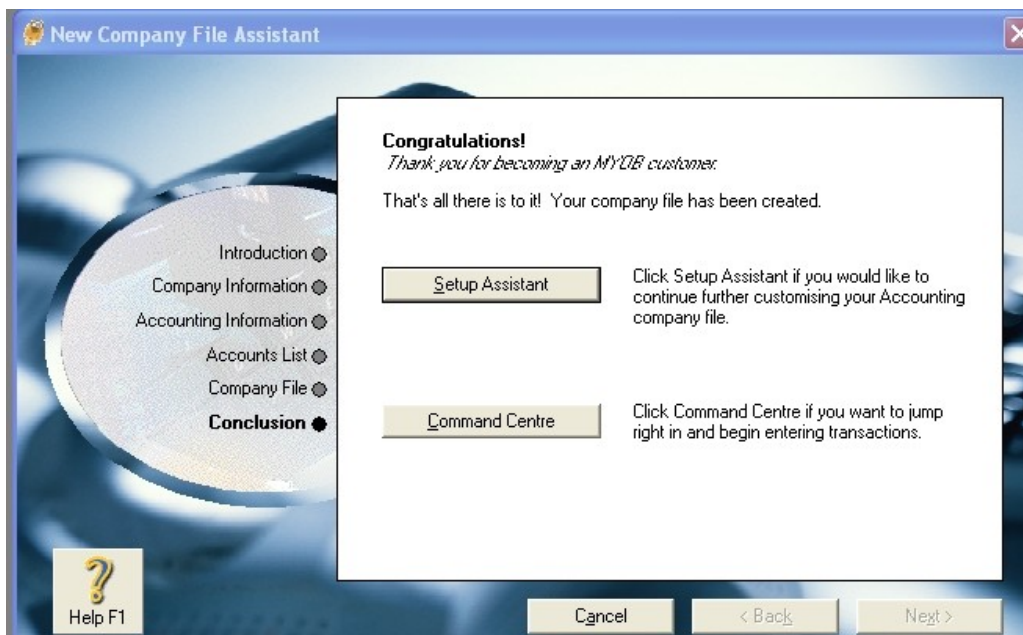 New Company File Assistant
Congratulations!
Thank you for becoming an MYOB customer.
That's all there is to it! Your company file has been created.
Introduction
Company Information
Accounting Information
Accounts List
Company File
Conclusion
Setup Assistant
Click Setup Assistant if you would like to
continue further customising your Accounting
company file.
Command Centre
Click Command Centre if you want to jump
right in and begin entering transactions.
Help F1
Cancel
< Back
Next >